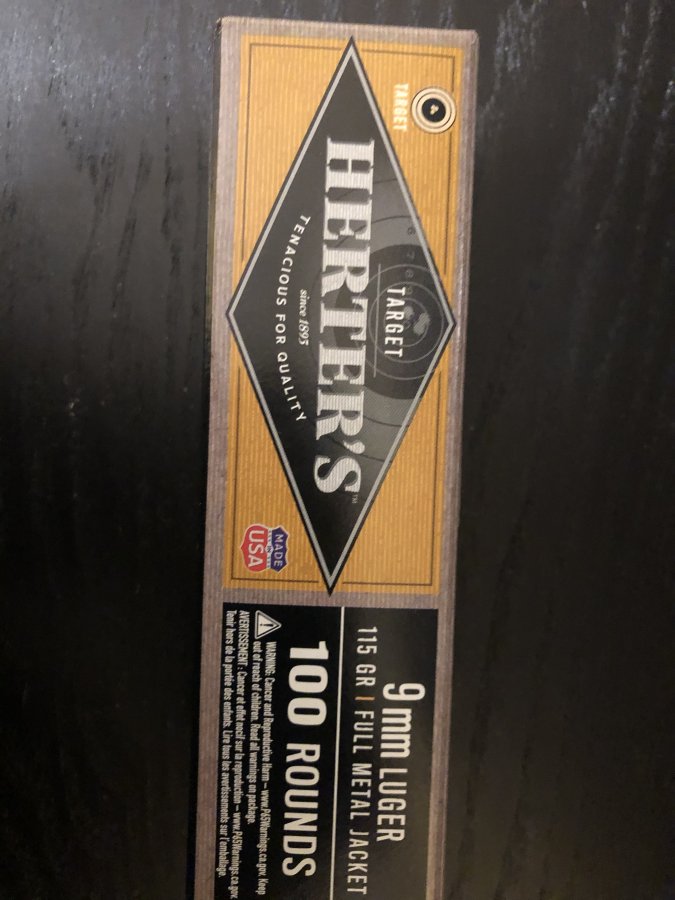 TARGET
TARGET
HERTER'S™
since 1893
TENACIOUS FOR QUALITY
MADE
USA
9mm LUGER
115 GR | FULL METAL JACKET
100 ROUNDS
WARNING: Cancer and Reproductive Harm – www.P65Warnings.ca.gov. Keep
out of reach of children. Read all warnings on package.
AVERTISSEMENT : Cancer et effet nocif sur la reproduction – www.P65Warnings.ca.gov.
Tenir hors de la portée des enfants. Lire tous les avertissements sur l'emballage.